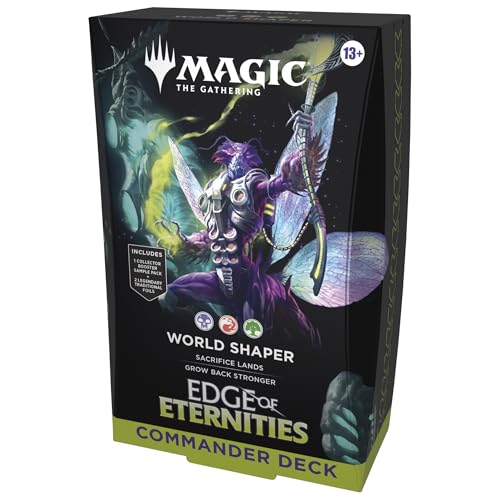 MAGIC
THE GATHERING
13+
INCLUDES
1 COLLECTOR
BOOSTER
SAMPLE PACK
2 LEGENDARY
TRADITIONAL
FOILS
WORLD SHAPER
SACRIFICE LANDS
GROW BACK STRONGER
EDGE OF
ETERNITIES
COMMANDER DECK